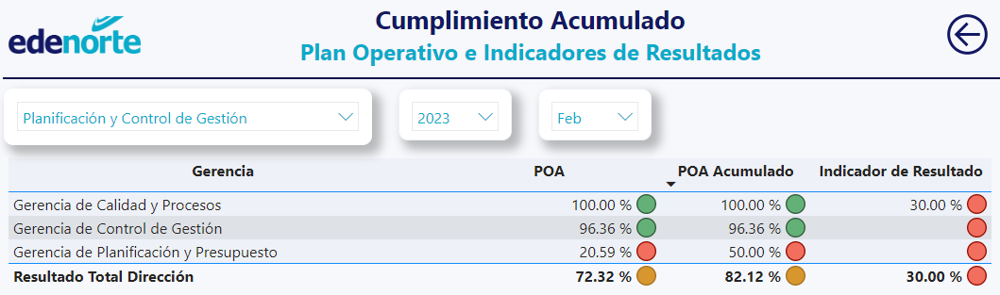 edenorte
Cumplimiento Acumulado
Plan Operativo e Indicadores de Resultados
Planificación y Control de Gestión 2023 Feb
Gerencia POA POA Acumulado Indicador de Resultado
Gerencia de Calidad y Procesos 100.00 % 100.00 % 30.00 %
Gerencia de Control de Gestión 96.36 % 96.36 %
Gerencia de Planificación y Presupuesto 20.59 % 50.00 %
Resultado Total Dirección 72.32 % 82.12 % 30.00 %